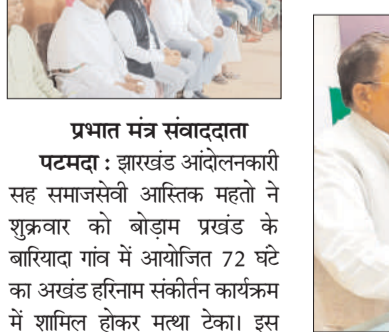 प्रभात मंत्र संवाददाता
पटमदा : झारखंड आंदोलनकारी
सह समाजसेवी आस्तिक महतो ने
शुक्रवार को बोड़ाम प्रखंड के
बारियादा गांव में आयोजित 72 घंटे
का अखंड हरिनाम संकीर्तन कार्यक्रम
में शामिल होकर मत्था टेका। इस